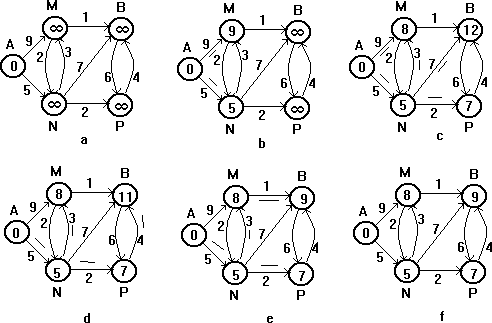 M 1 B
A 9 ∞ ∞
0 2 3 7 6 4
5 ∞ 2 ∞
N P
a
M 1 B
A 9 9 ∞
0 2 3 7 6 4
5 5 2 ∞
N P
b
M 1 B
A 9 8 12
0 2 3 7 6 4
5 5 2 7
N P
c
M 1 B
A 9 8 11
0 2 3 7 6 4
5 5 2 7
N P
d
M 1 B
A 9 8 9
0 2 3 7 6 4
5 5 2 7
N P
e
M 1 B
A 9 8 9
0 2 3 7 6 4
5 5 2 7
N P
f